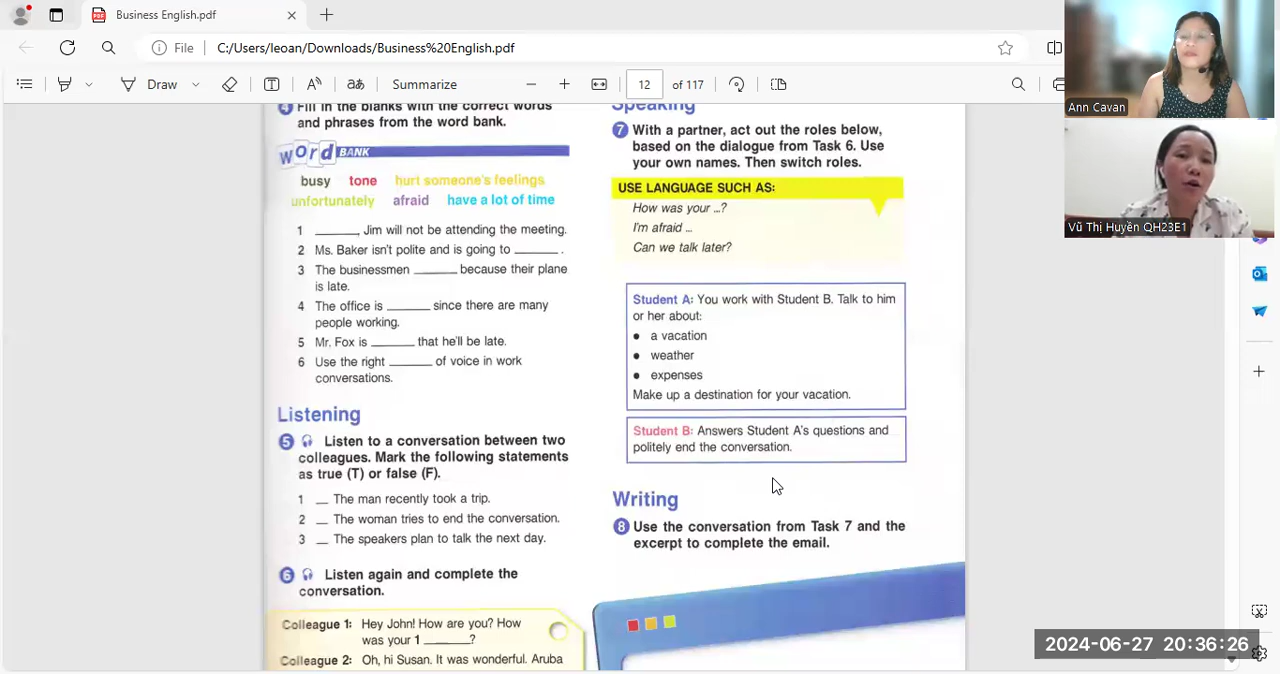 Business English.pdf
File
C:/Users/leoan/Downloads/Business%20English.pdf
Draw
aあ
Summarize
12
of 117
Ann Cavan
Vũ Thị Huyền QH23E1
4 Fill in the blanks with the correct words
and phrases from the word bank.
word BANK
busy tone hurt someone's feelings
unfortunately afraid have a lot of time
1 ______, Jim will not be attending the meeting.
2 Ms. Baker isn't polite and is going to ______.
3 The businessmen ______ because their plane
is late.
4 The office is ______ since there are many
people working.
5 Mr. Fox is ______ that he'll be late.
6 Use the right ______ of voice in work
conversations.
Listening
5 Listen to a conversation between two
colleagues. Mark the following statements
as true (T) or false (F).
1 _ The man recently took a trip.
2 _ The woman tries to end the conversation.
3 _ The speakers plan to talk the next day.
6 Listen again and complete the
conversation.
Colleague 1: Hey John! How are you? How
was your 1 ______?
Colleague 2: Oh, hi Susan. It was wonderful. Aruba
Speaking
7 With a partner, act out the roles below,
based on the dialogue from Task 6. Use
your own names. Then switch roles.
USE LANGUAGE SUCH AS:
How was your ...?
I'm afraid ...
Can we talk later?
Student A: You work with Student B. Talk to him
or her about:
• a vacation
• weather
• expenses
Make up a destination for your vacation.
Student B: Answers Student A's questions and
politely end the conversation.
Writing
8 Use the conversation from Task 7 and the
excerpt to complete the email.
2024-06-27 20:36:26